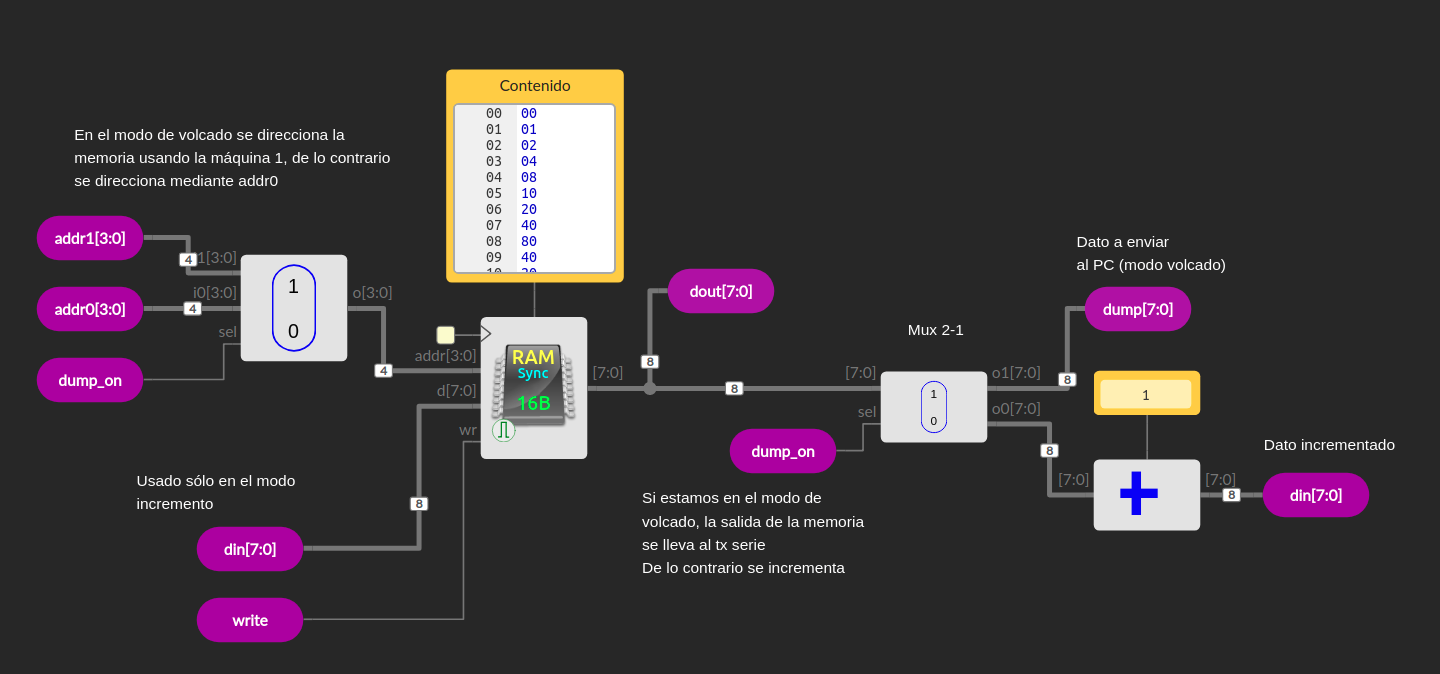 Contenido
00 00
01 01
02 02
03 04
04 08
05 10
06 20
07 40
08 80
09 40
10 20
En el modo de volcado se direcciona la
memoria usando la máquina 1, de lo contrario
se direcciona mediante addr0
addr1[3:0]
4
1[3:0]
addr0[3:0]
4
i0[3:0]
sel
dump_on
1
0
o[3:0]
4
addr[3:0]
d[7:0]
wr
RAM
Sync
16B
[7:0]
8
dout[7:0]
8
Usado sólo en el modo
incremento
din[7:0]
8
write
Mux 2-1
[7:0]
sel
dump_on
1
0
o1[7:0]
o0[7:0]
8
8
Si estamos en el modo de
volcado, la salida de la memoria
se lleva al tx serie
De lo contrario se incrementa
Dato a enviar
al PC (modo volcado)
dump[7:0]
1
[7:0]
+
[7:0]
8
Dato incrementado
din[7:0]